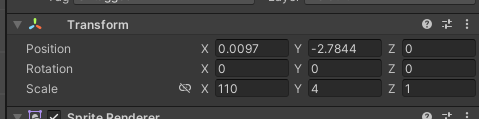 Transform
Position X 0.0097 Y -2.7844 Z 0
Rotation X 0 Y 0 Z 0
Scale X 110 Y 4 Z 1
Sprite Renderer